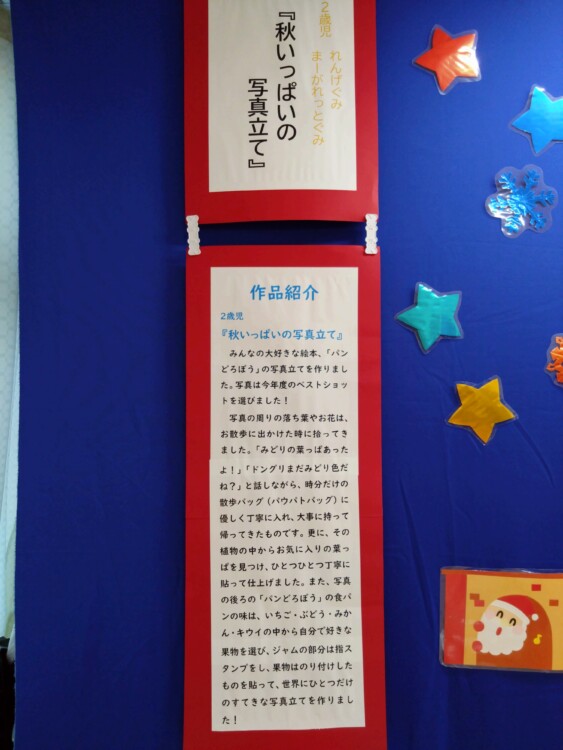 2歳児 れんげぐみ
まーがれっとぐみ
『秋いっぱいの
写真立て』
作品紹介
2歳児
『秋いっぱいの写真立て』
みんなの大好きな絵本、「パン
どろぼう」の写真立てを作りまし
た。写真は今年度のベストショッ
トを選びました！
写真の周りの落ち葉やお花は、
お散歩に出かけた時に拾ってき
ました。「みどりの葉っぱあった
よ！」「ドングリまだみどり色だ
ね？」と話しながら、時分だけの
散歩バッグ（パウパトバッグ）に
優しく丁寧に入れ、大事に持って
帰ってきたものです。更に、その
植物の中からお気に入りの葉っ
ぱを見つけ、ひとつひとつ丁寧に
貼って仕上げました。また、写真
の後ろの「パンどろぼう」の食パ
ンの味は、いちご・ぶどう・みか
ん・キウイの中から自分で好きな
果物を選び、ジャムの部分は指ス
タンプをし、果物はのり付けした
ものを貼って、世界にひとつだけ
のすてきな写真立てを作りまし
た！